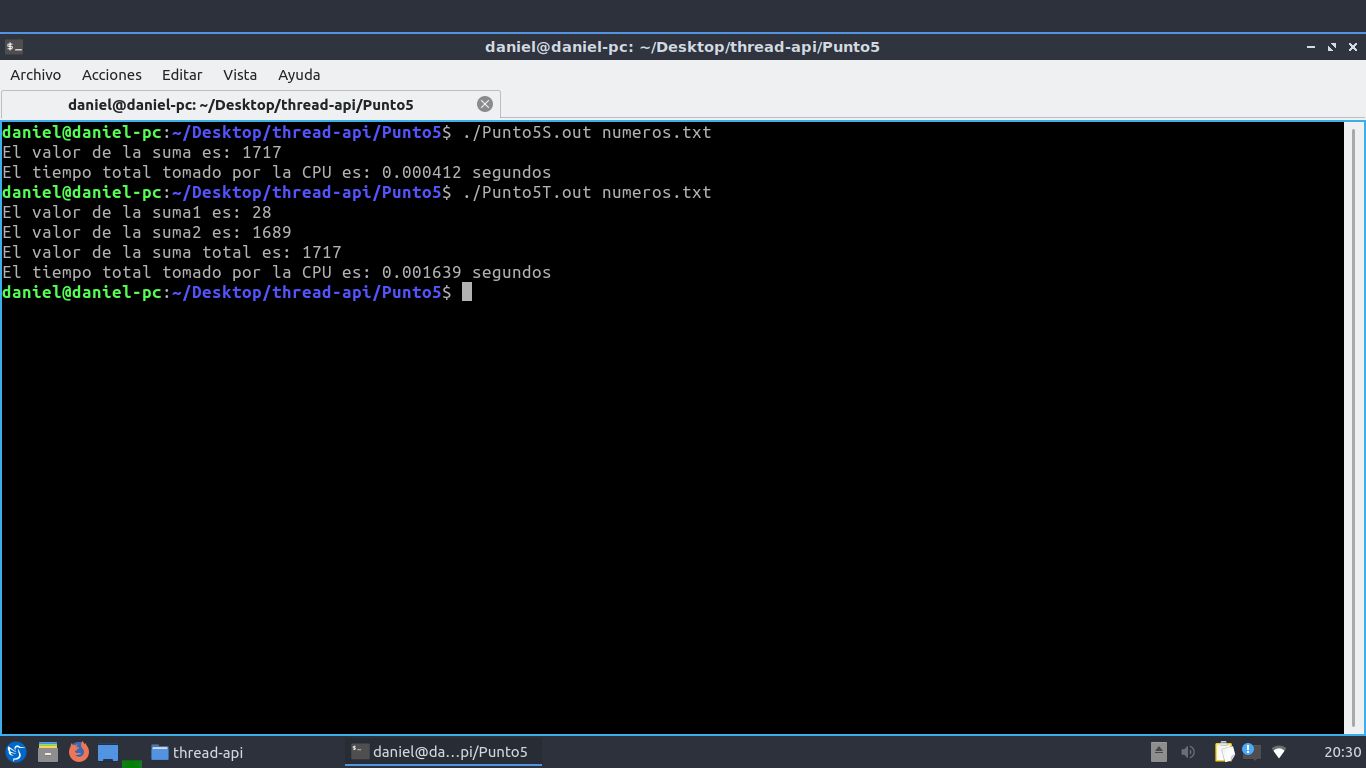 daniel@daniel-pc: ~/Desktop/thread-api/Punto5
Archivo Acciones Editar Vista Ayuda
daniel@daniel-pc: ~/Desktop/thread-api/Punto5
daniel@daniel-pc:~/Desktop/thread-api/Punto5$ ./Punto5S.out numeros.txt
El valor de la suma es: 1717
El tiempo total tomado por la CPU es: 0.000412 segundos
daniel@daniel-pc:~/Desktop/thread-api/Punto5$ ./Punto5T.out numeros.txt
El valor de la suma1 es: 28
El valor de la suma2 es: 1689
El valor de la suma total es: 1717
El tiempo total tomado por la CPU es: 0.001639 segundos
daniel@daniel-pc:~/Desktop/thread-api/Punto5$
thread-api daniel@da...pi/Punto5 20:30